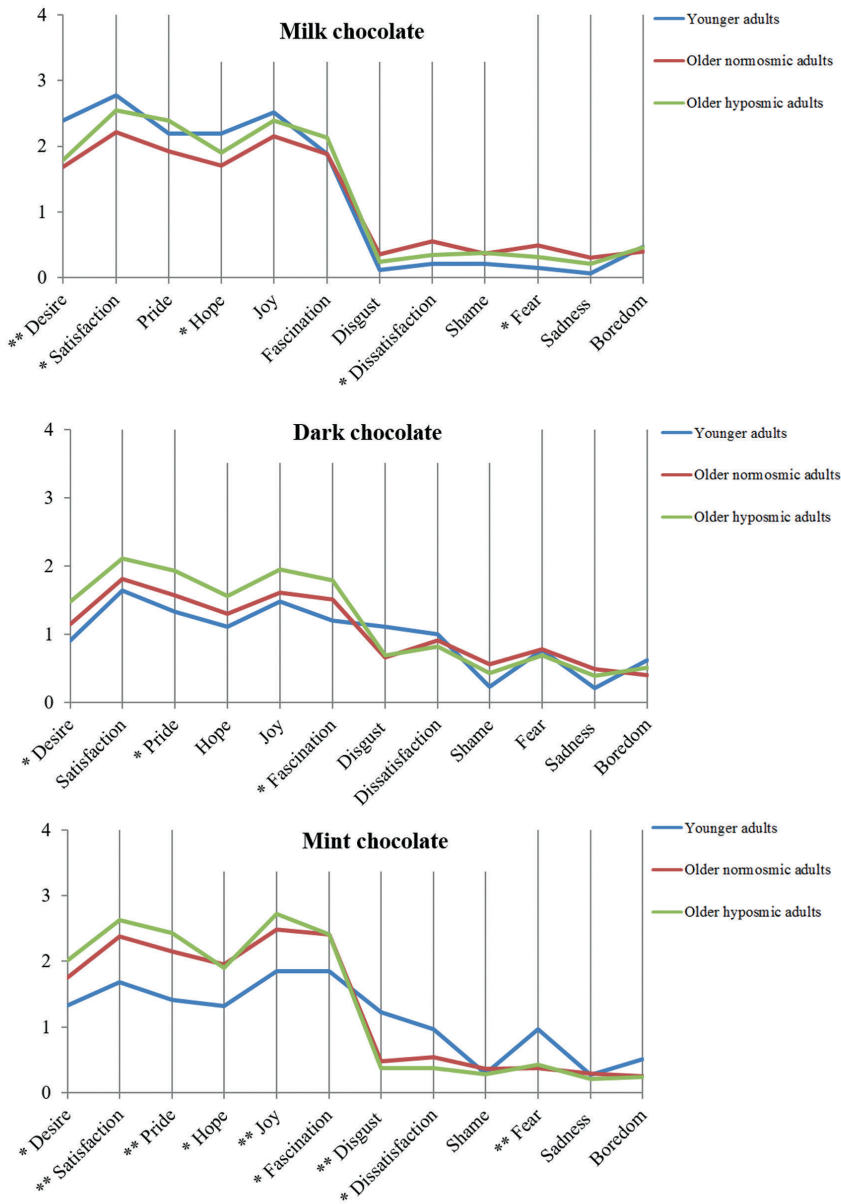 Milk chocolate
4
3
2
1
0
** Desire
* Satisfaction
Pride
* Hope
Joy
Fascination
Disgust
* Dissatisfaction
Shame
* Fear
Sadness
Boredom
Younger adults
Older normosmic adults
Older hyposmic adults
Dark chocolate
4
3
2
1
0
* Desire
Satisfaction
* Pride
Hope
Joy
* Fascination
Disgust
Dissatisfaction
Shame
Fear
Sadness
Boredom
Younger adults
Older normosmic adults
Older hyposmic adults
Mint chocolate
4
3
2
1
0
* Desire
** Satisfaction
** Pride
* Hope
** Joy
* Fascination
** Disgust
* Dissatisfaction
Shame
** Fear
Sadness
Boredom
Younger adults
Older normosmic adults
Older hyposmic adults